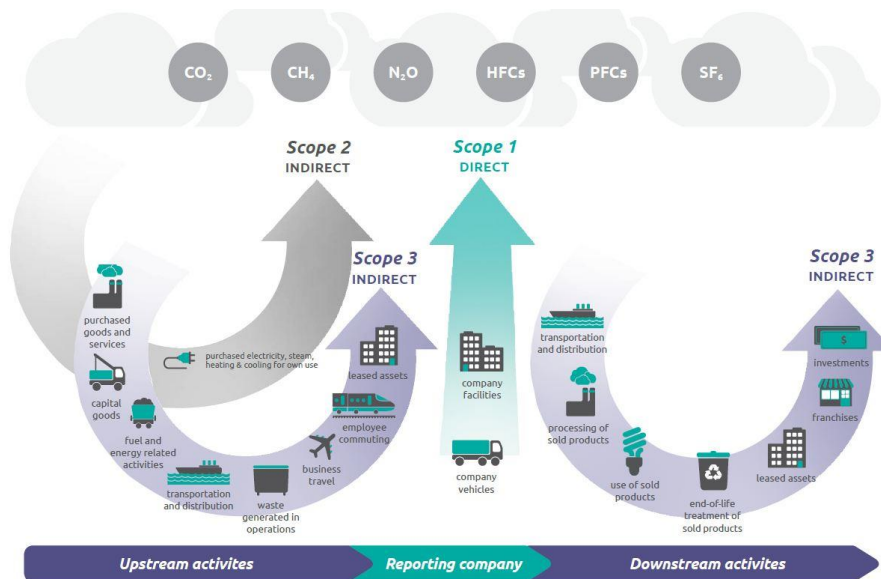 CO₂
CH₄
N₂O
HFCs
PFCs
SF₆
Scope 2
INDIRECT
Scope 1
DIRECT
Scope 3
INDIRECT
Scope 3
INDIRECT
purchased
goods and
services
capital
goods
fuel and
energy related
activities
transportation
and distribution
waste
generated in
operations
business
travel
employee
commuting
leased assets
purchased electricity, steam,
heating & cooling for own use
company
facilities
company
vehicles
transportation
and distribution
processing of
sold products
use of sold
products
end-of-life
treatment of
sold products
leased assets
franchises
$
investments
Upstream activites
Reporting company
Downstream activites